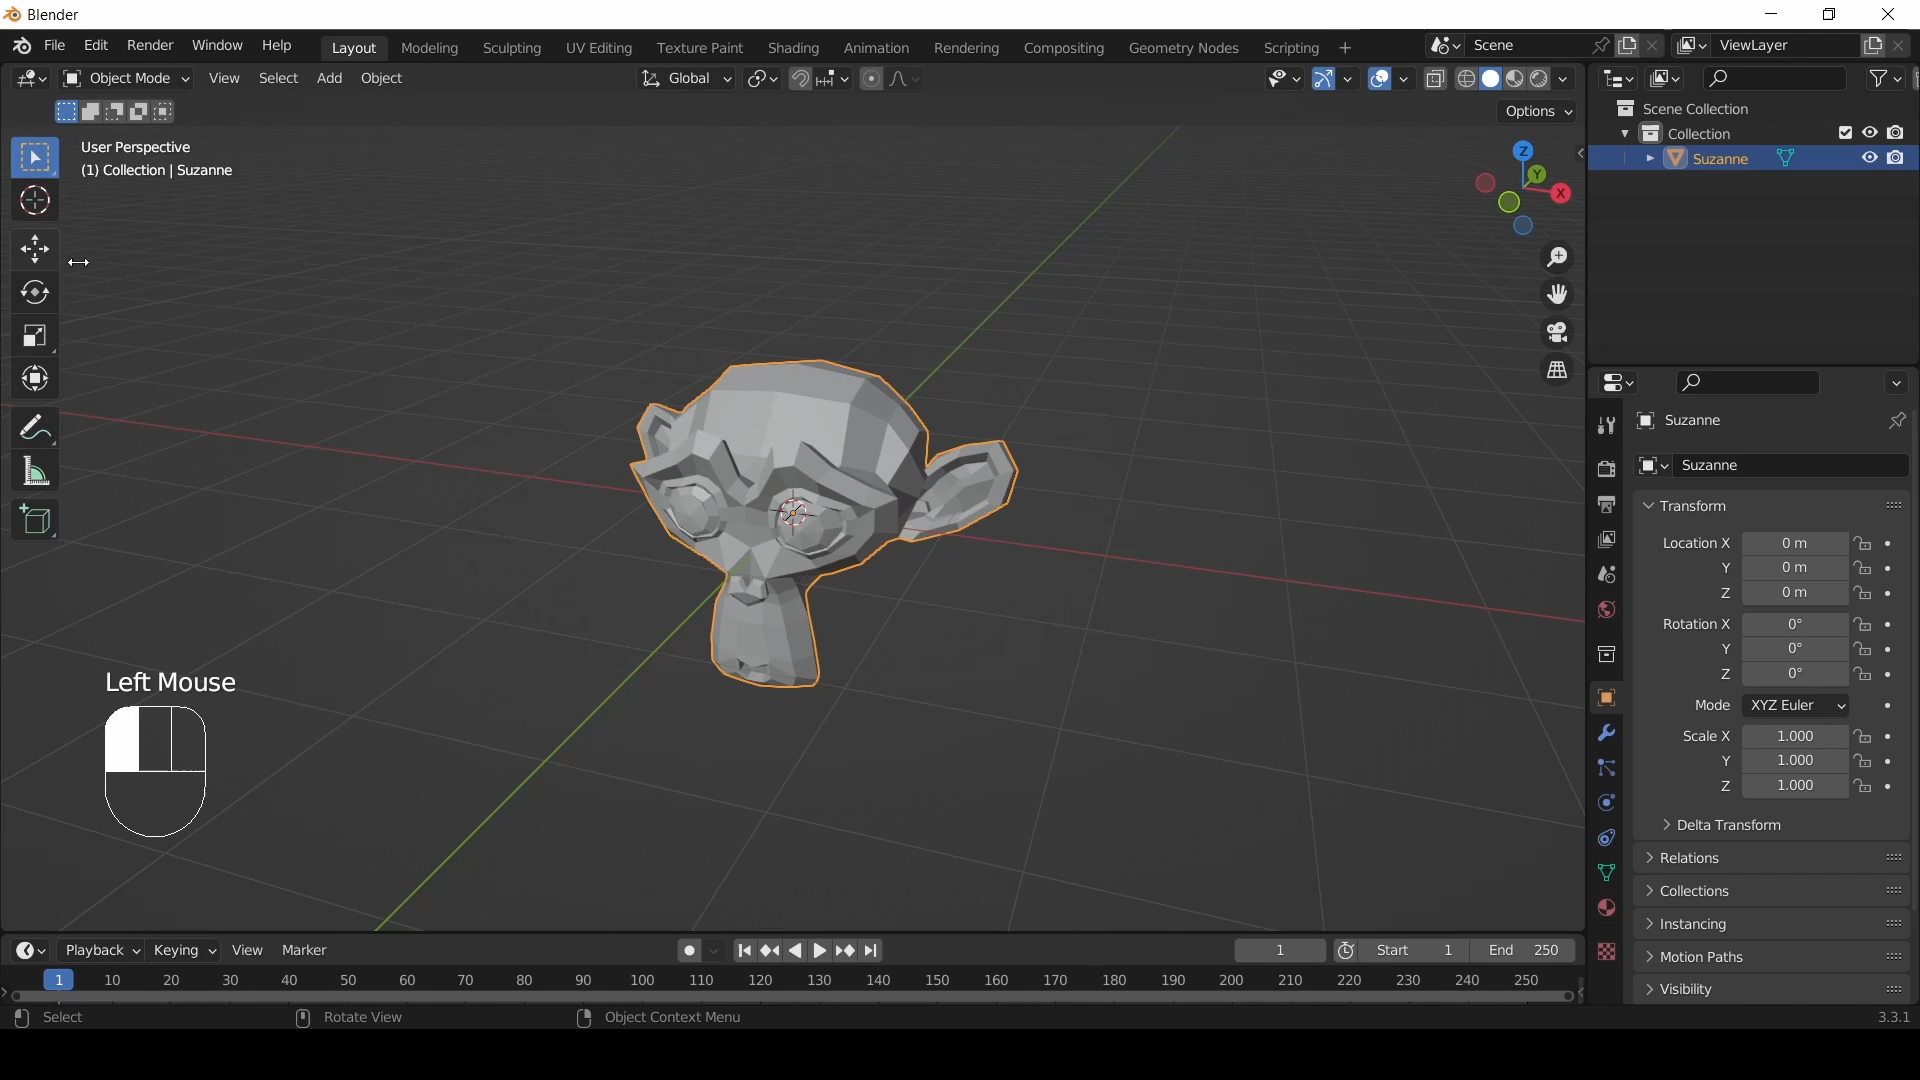 Blender
File Edit Render Window Help Layout Modeling Sculpting UV Editing Texture Paint Shading Animation Rendering Compositing Geometry Nodes Scripting + Scene ViewLayer
Object Mode View Select Add Object Global
Options
User Perspective
(1) Collection | Suzanne
Z
Y
X
Scene Collection
Collection
Suzanne
Suzanne
Suzanne
Transform
Location X 0 m
Y 0 m
Z 0 m
Rotation X 0°
Y 0°
Z 0°
Mode XYZ Euler
Scale X 1.000
Y 1.000
Z 1.000
Delta Transform
Relations
Collections
Instancing
Motion Paths
Visibility
Left Mouse
Playback Keying View Marker 1 Start 1 End 250
1 10 20 30 40 50 60 70 80 90 100 110 120 130 140 150 160 170 180 190 200 210 220 230 240 250
Select Rotate View Object Context Menu 3.3.1